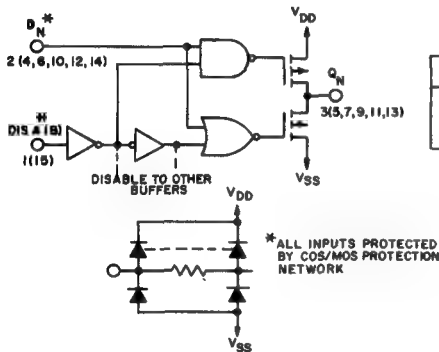 D_N*
2 (4, 6, 10, 12, 14)
V_DD
Q_N
3(5, 7, 9, 11, 13)
**
DIS. A (B)
1(15)
DISABLE TO OTHER
BUFFERS
V_SS
V_DD
*ALL INPUTS PROTECTED
BY COS/MOS PROTECTION
NETWORK
V_SS